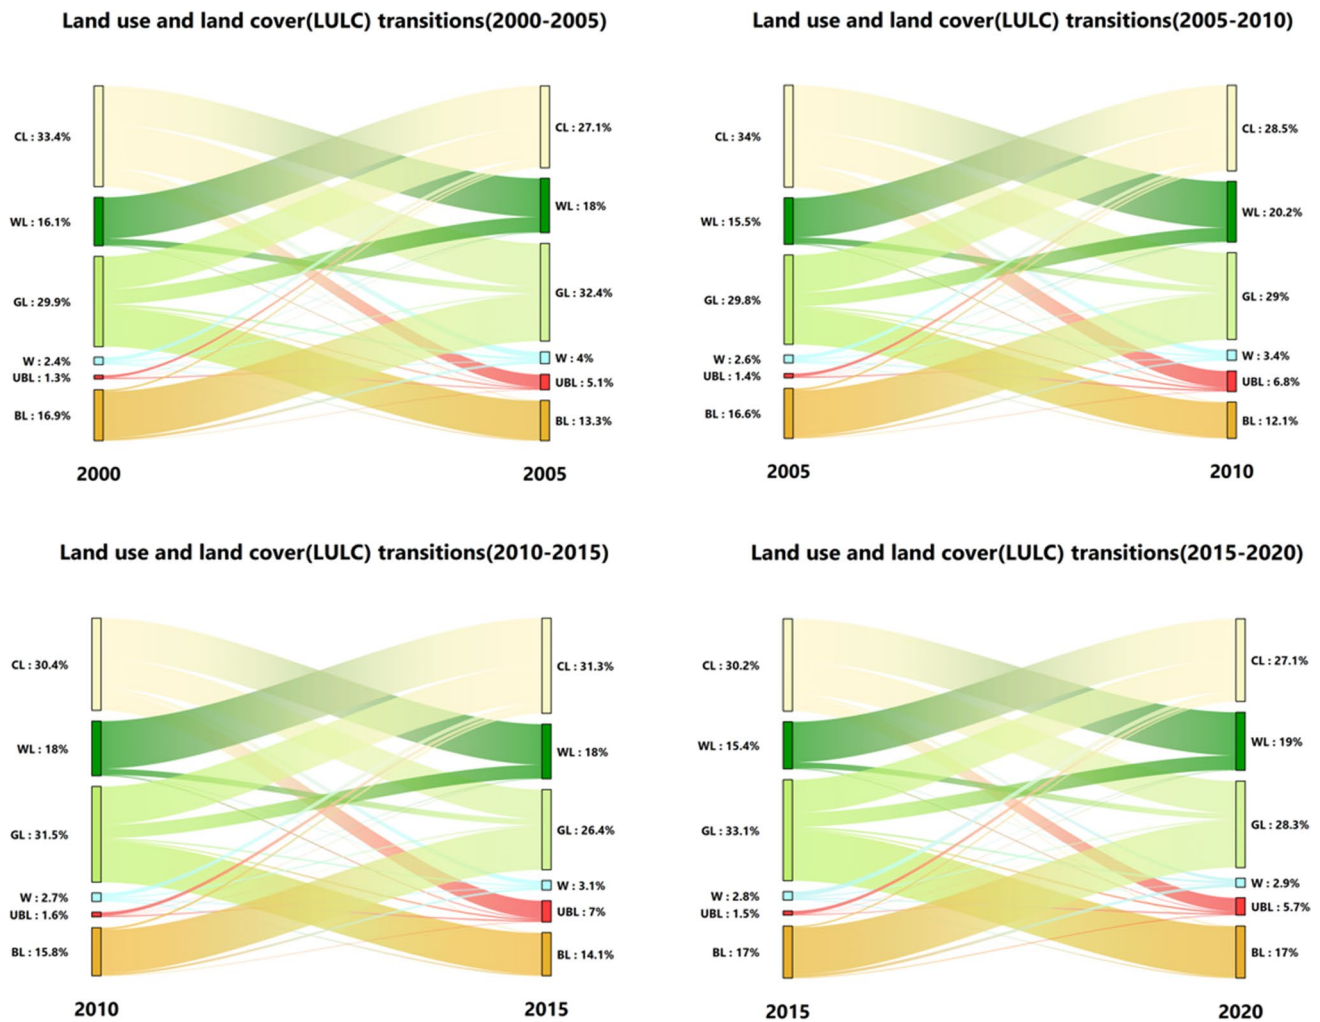 Land use and land cover(LULC) transitions(2000-2005)
CL : 33.4%
WL : 16.1%
GL : 29.9%
W : 2.4%
UBL : 1.3%
BL : 16.9%
CL : 27.1%
WL : 18%
GL : 32.4%
W : 4%
UBL : 5.1%
BL : 13.3%
2000
2005
Land use and land cover(LULC) transitions(2005-2010)
CL : 34%
WL : 15.5%
GL : 29.8%
W : 2.6%
UBL : 1.4%
BL : 16.6%
CL : 28.5%
WL : 20.2%
GL : 29%
W : 3.4%
UBL : 6.8%
BL : 12.1%
2005
2010
Land use and land cover(LULC) transitions(2010-2015)
CL : 30.4%
WL : 18%
GL : 31.5%
W : 2.7%
UBL : 1.6%
BL : 15.8%
CL : 31.3%
WL : 18%
GL : 26.4%
W : 3.1%
UBL : 7%
BL : 14.1%
2010
2015
Land use and land cover(LULC) transitions(2015-2020)
CL : 30.2%
WL : 15.4%
GL : 33.1%
W : 2.8%
UBL : 1.5%
BL : 17%
CL : 27.1%
WL : 19%
GL : 28.3%
W : 2.9%
UBL : 5.7%
BL : 17%
2015
2020